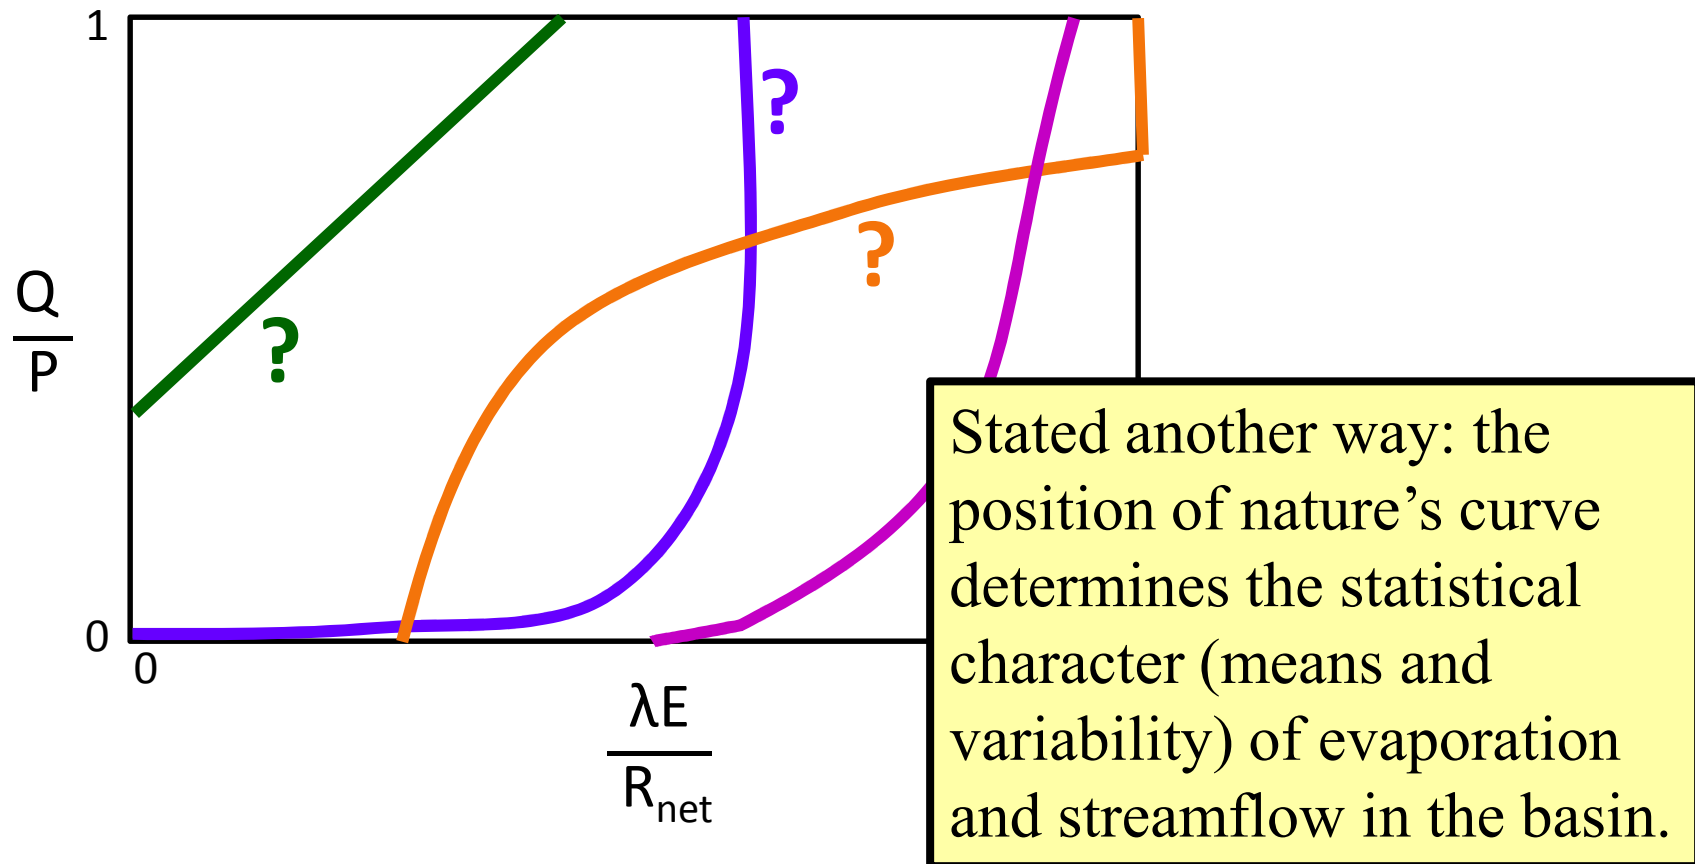 1
?
?
?
Q
P
0
0
λE
Rnet
Stated another way: the
position of nature’s curve
determines the statistical
character (means and
variability) of evaporation
and streamflow in the basin.